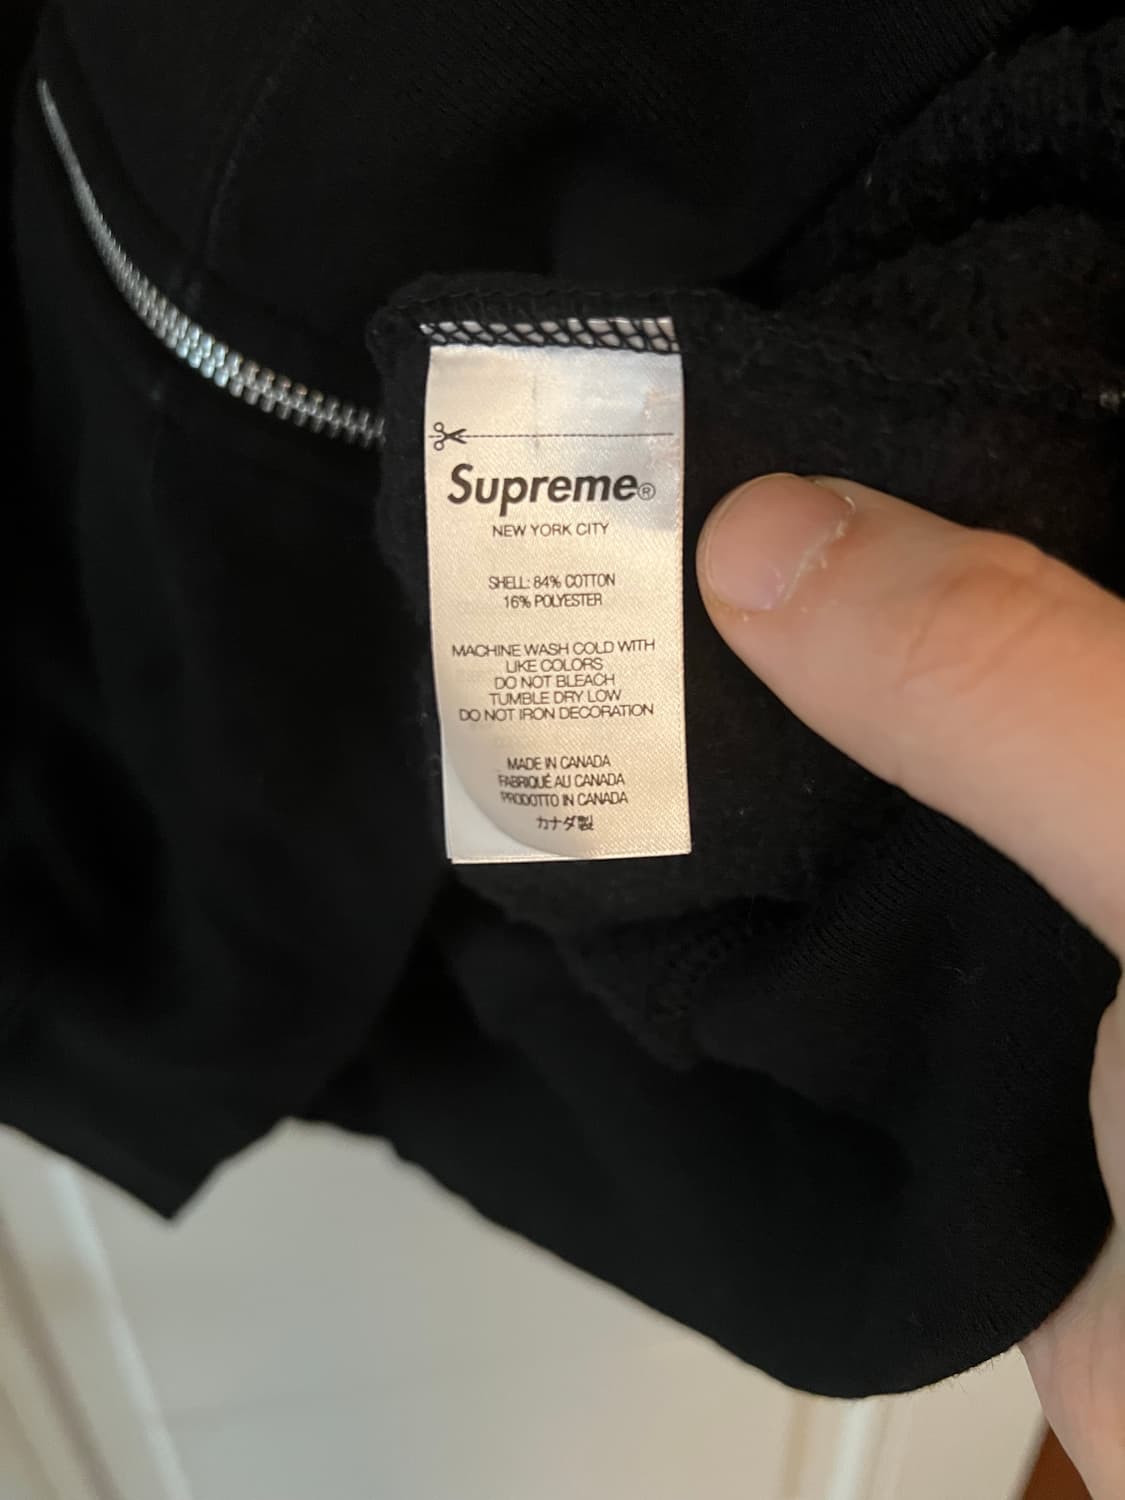 Supreme®
NEW YORK CITY
SHELL: 84% COTTON
16% POLYESTER
MACHINE WASH COLD WITH
LIKE COLORS
DO NOT BLEACH
TUMBLE DRY LOW
DO NOT IRON DECORATION
MADE IN CANADA
FABRIQUÉ AU CANADA
PRODOTTO IN CANADA
カナダ製